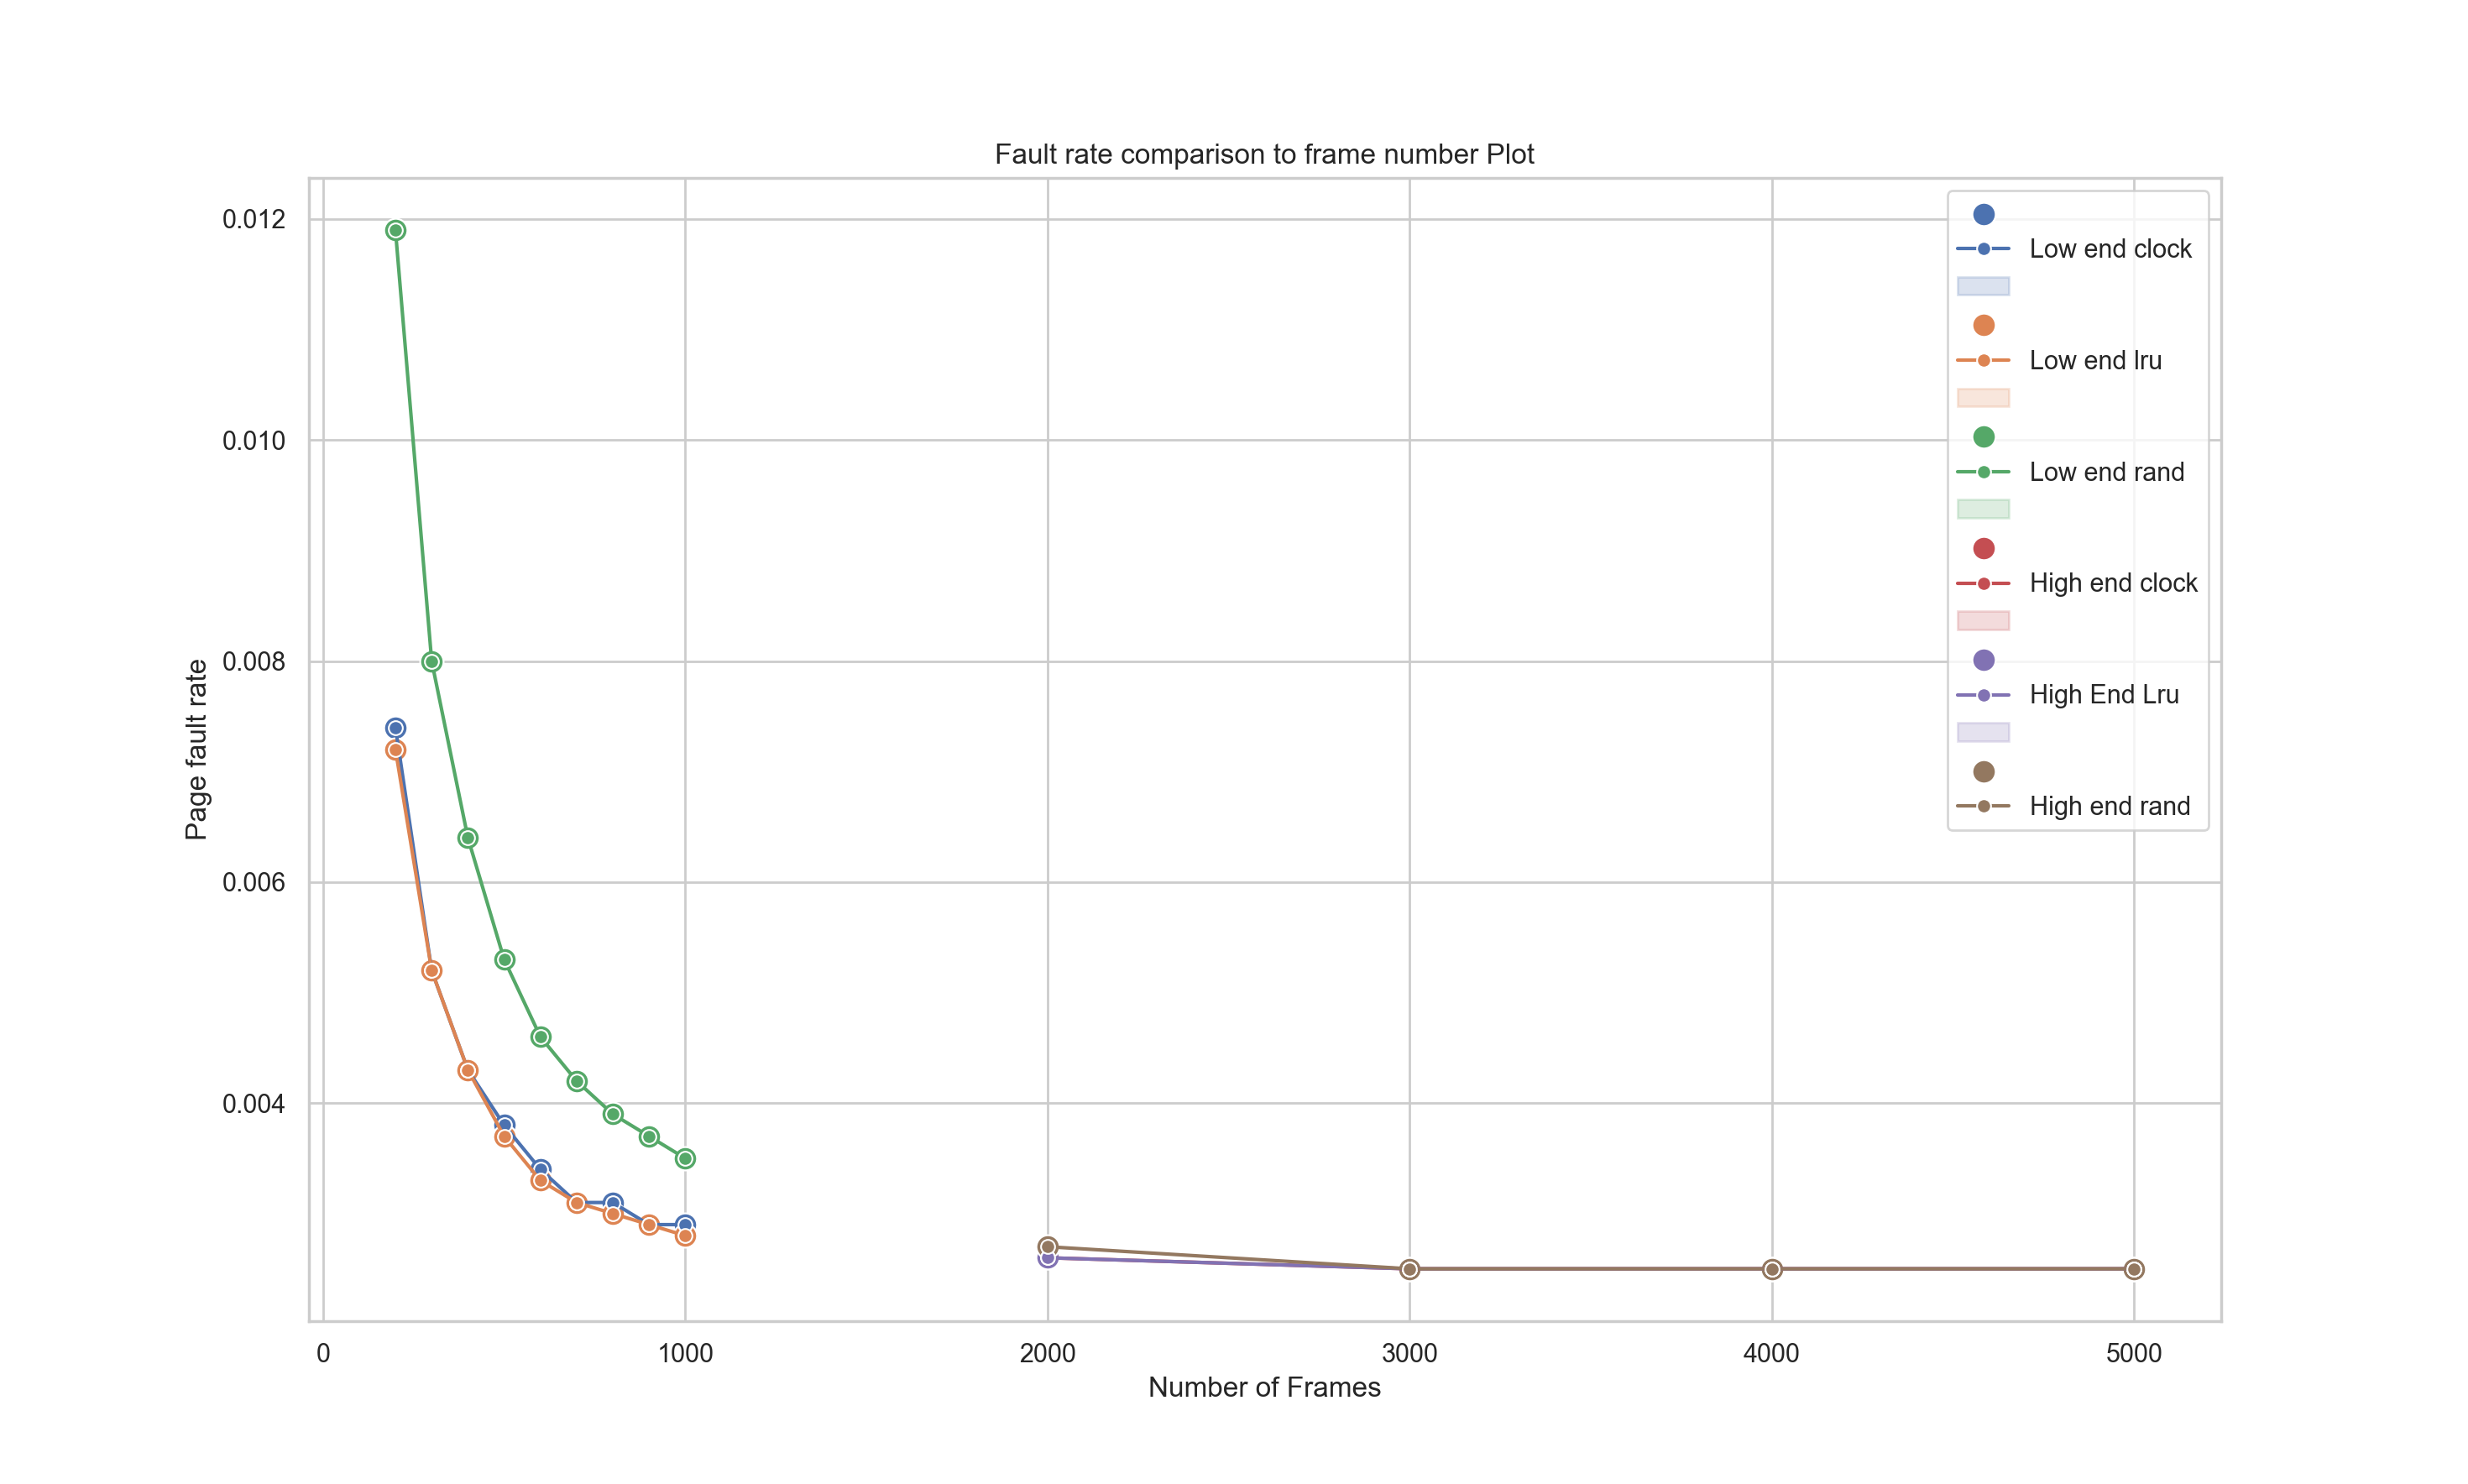 Fault rate comparison to frame number Plot
0.012
0.010
0.008
0.006
0.004
Page fault rate
0 1000 2000 3000 4000 5000
Number of Frames
Low end clock
Low end lru
Low end rand
High end clock
High End Lru
High end rand